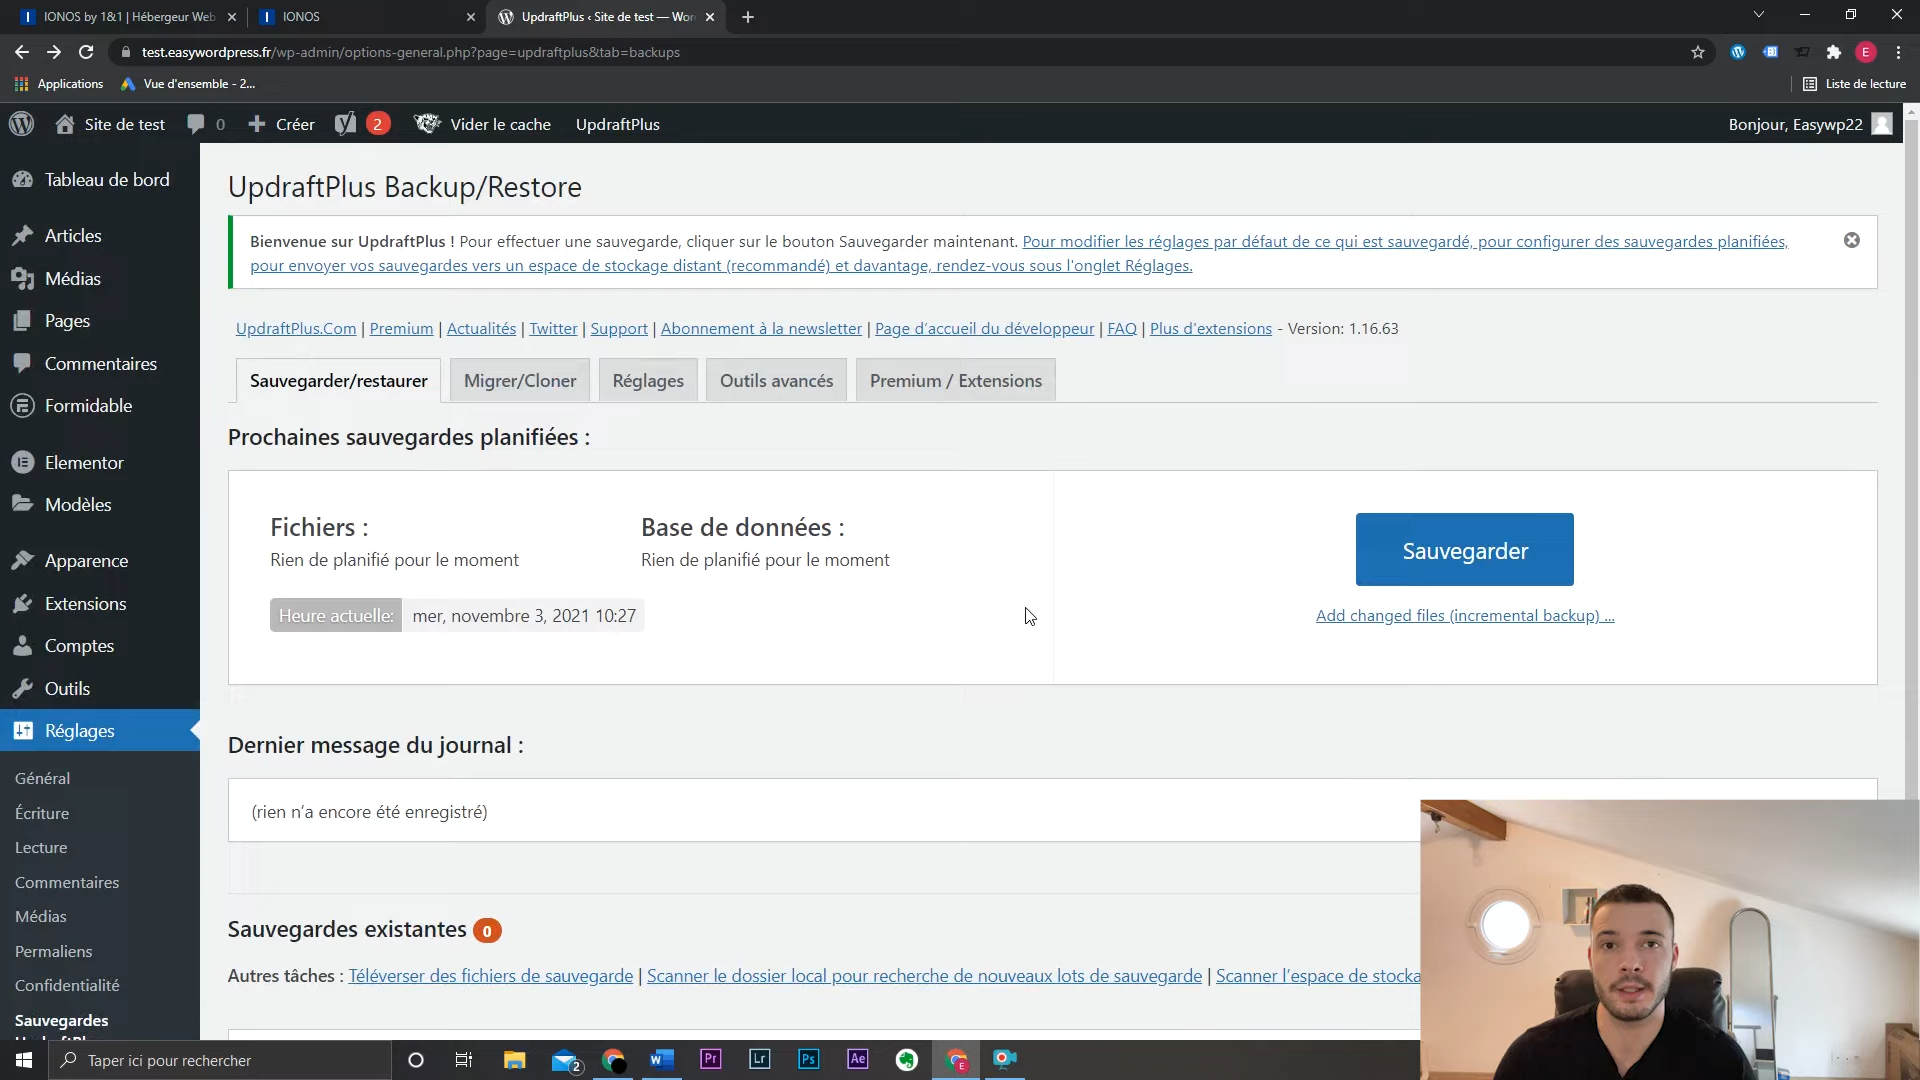 IONOS by 1&1 | Hébergeur Web
IONOS
UpdraftPlus ‹ Site de test — Wor
test.easywordpress.fr/wp-admin/options-general.php?page=updraftplus&tab=backups
E
Applications
Vue d'ensemble - 2...
Liste de lecture
Site de test
0
Créer
2
Vider le cache
UpdraftPlus
Bonjour, Easywp22
Tableau de bord
Articles
Médias
Pages
Commentaires
Formidable
Elementor
Modèles
Apparence
Extensions
Comptes
Outils
Réglages
Général
Écriture
Lecture
Commentaires
Médias
Permaliens
Confidentialité
Sauvegardes
UpdraftPlus Backup/Restore
Bienvenue sur UpdraftPlus ! Pour effectuer une sauvegarde, cliquer sur le bouton Sauvegarder maintenant. Pour modifier les réglages par défaut de ce qui est sauvegardé, pour configurer des sauvegardes planifiées,
pour envoyer vos sauvegardes vers un espace de stockage distant (recommandé) et davantage, rendez-vous sous l'onglet Réglages.
UpdraftPlus.Com | Premium | Actualités | Twitter | Support | Abonnement à la newsletter | Page d'accueil du développeur | FAQ | Plus d'extensions - Version: 1.16.63
Sauvegarder/restaurer
Migrer/Cloner
Réglages
Outils avancés
Premium / Extensions
Prochaines sauvegardes planifiées :
Fichiers :
Rien de planifié pour le moment
Base de données :
Rien de planifié pour le moment
Heure actuelle: mer, novembre 3, 2021 10:27
Sauvegarder
Add changed files (incremental backup) ...
Dernier message du journal :
(rien n'a encore été enregistré)
Sauvegardes existantes 0
Autres tâches : Téléverser des fichiers de sauvegarde | Scanner le dossier local pour recherche de nouveaux lots de sauvegarde | Scanner l'espace de stocka
Taper ici pour rechercher
2
W
Pr
Lr
Ps
Ae
E